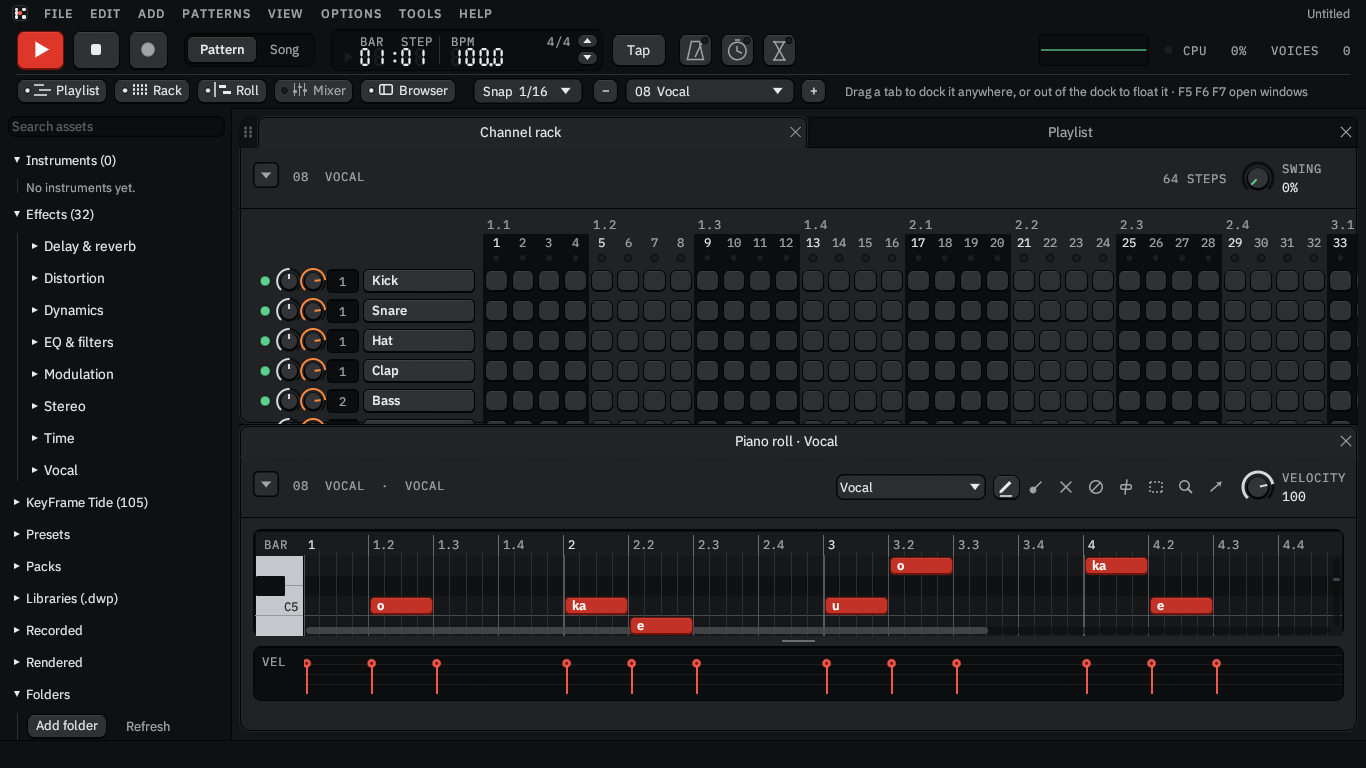 FILE EDIT ADD PATTERNS VIEW OPTIONS TOOLS HELP Untitled
Pattern Song BAR STEP BPM 4/4 Tap CPU 0% VOICES 0
01:01 100.0
Playlist Rack Roll Mixer Browser Snap 1/16 − 08 Vocal + Drag a tab to dock it anywhere, or out of the dock to float it · F5 F6 F7 open windows
Search assets
Instruments (0)
No instruments yet.
Effects (32)
Delay & reverb
Distortion
Dynamics
EQ & filters
Modulation
Stereo
Time
Vocal
KeyFrame Tide (105)
Presets
Packs
Libraries (.dwp)
Recorded
Rendered
Folders
Add folder Refresh
Channel rack Playlist
08 VOCAL 64 STEPS SWING
0%
1.1 1.2 1.3 1.4 2.1 2.2 2.3 2.4 3.1
1 2 3 4 5 6 7 8 9 10 11 12 13 14 15 16 17 18 19 20 21 22 23 24 25 26 27 28 29 30 31 32 33
1 Kick
1 Snare
1 Hat
1 Clap
2 Bass
Piano roll · Vocal
08 VOCAL · VOCAL Vocal VELOCITY
100
BAR 1 1.2 1.3 1.4 2 2.2 2.3 2.4 3 3.2 3.3 3.4 4 4.2 4.3 4.4
o ka
C5 o ka u e
e
VEL